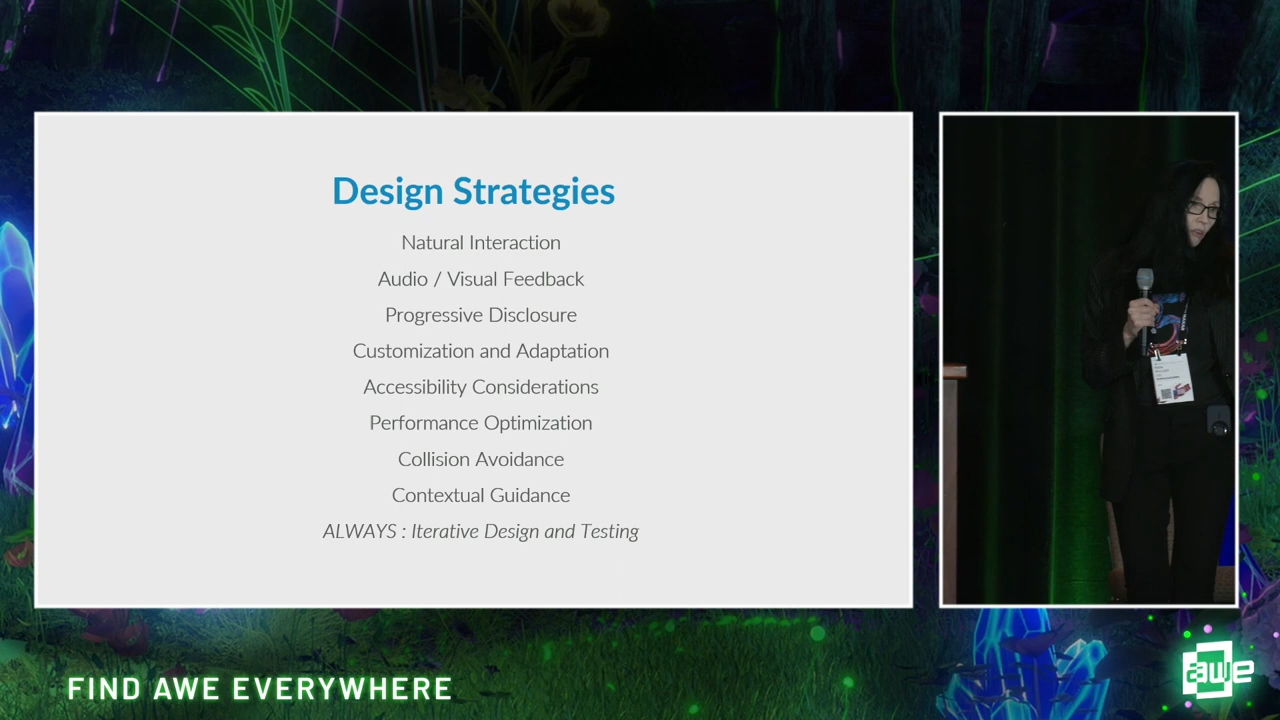 Design Strategies
Natural Interaction
Audio / Visual Feedback
Progressive Disclosure
Customization and Adaptation
Accessibility Considerations
Performance Optimization
Collision Avoidance
Contextual Guidance
ALWAYS : Iterative Design and Testing
FIND AWE EVERYWHERE
awe